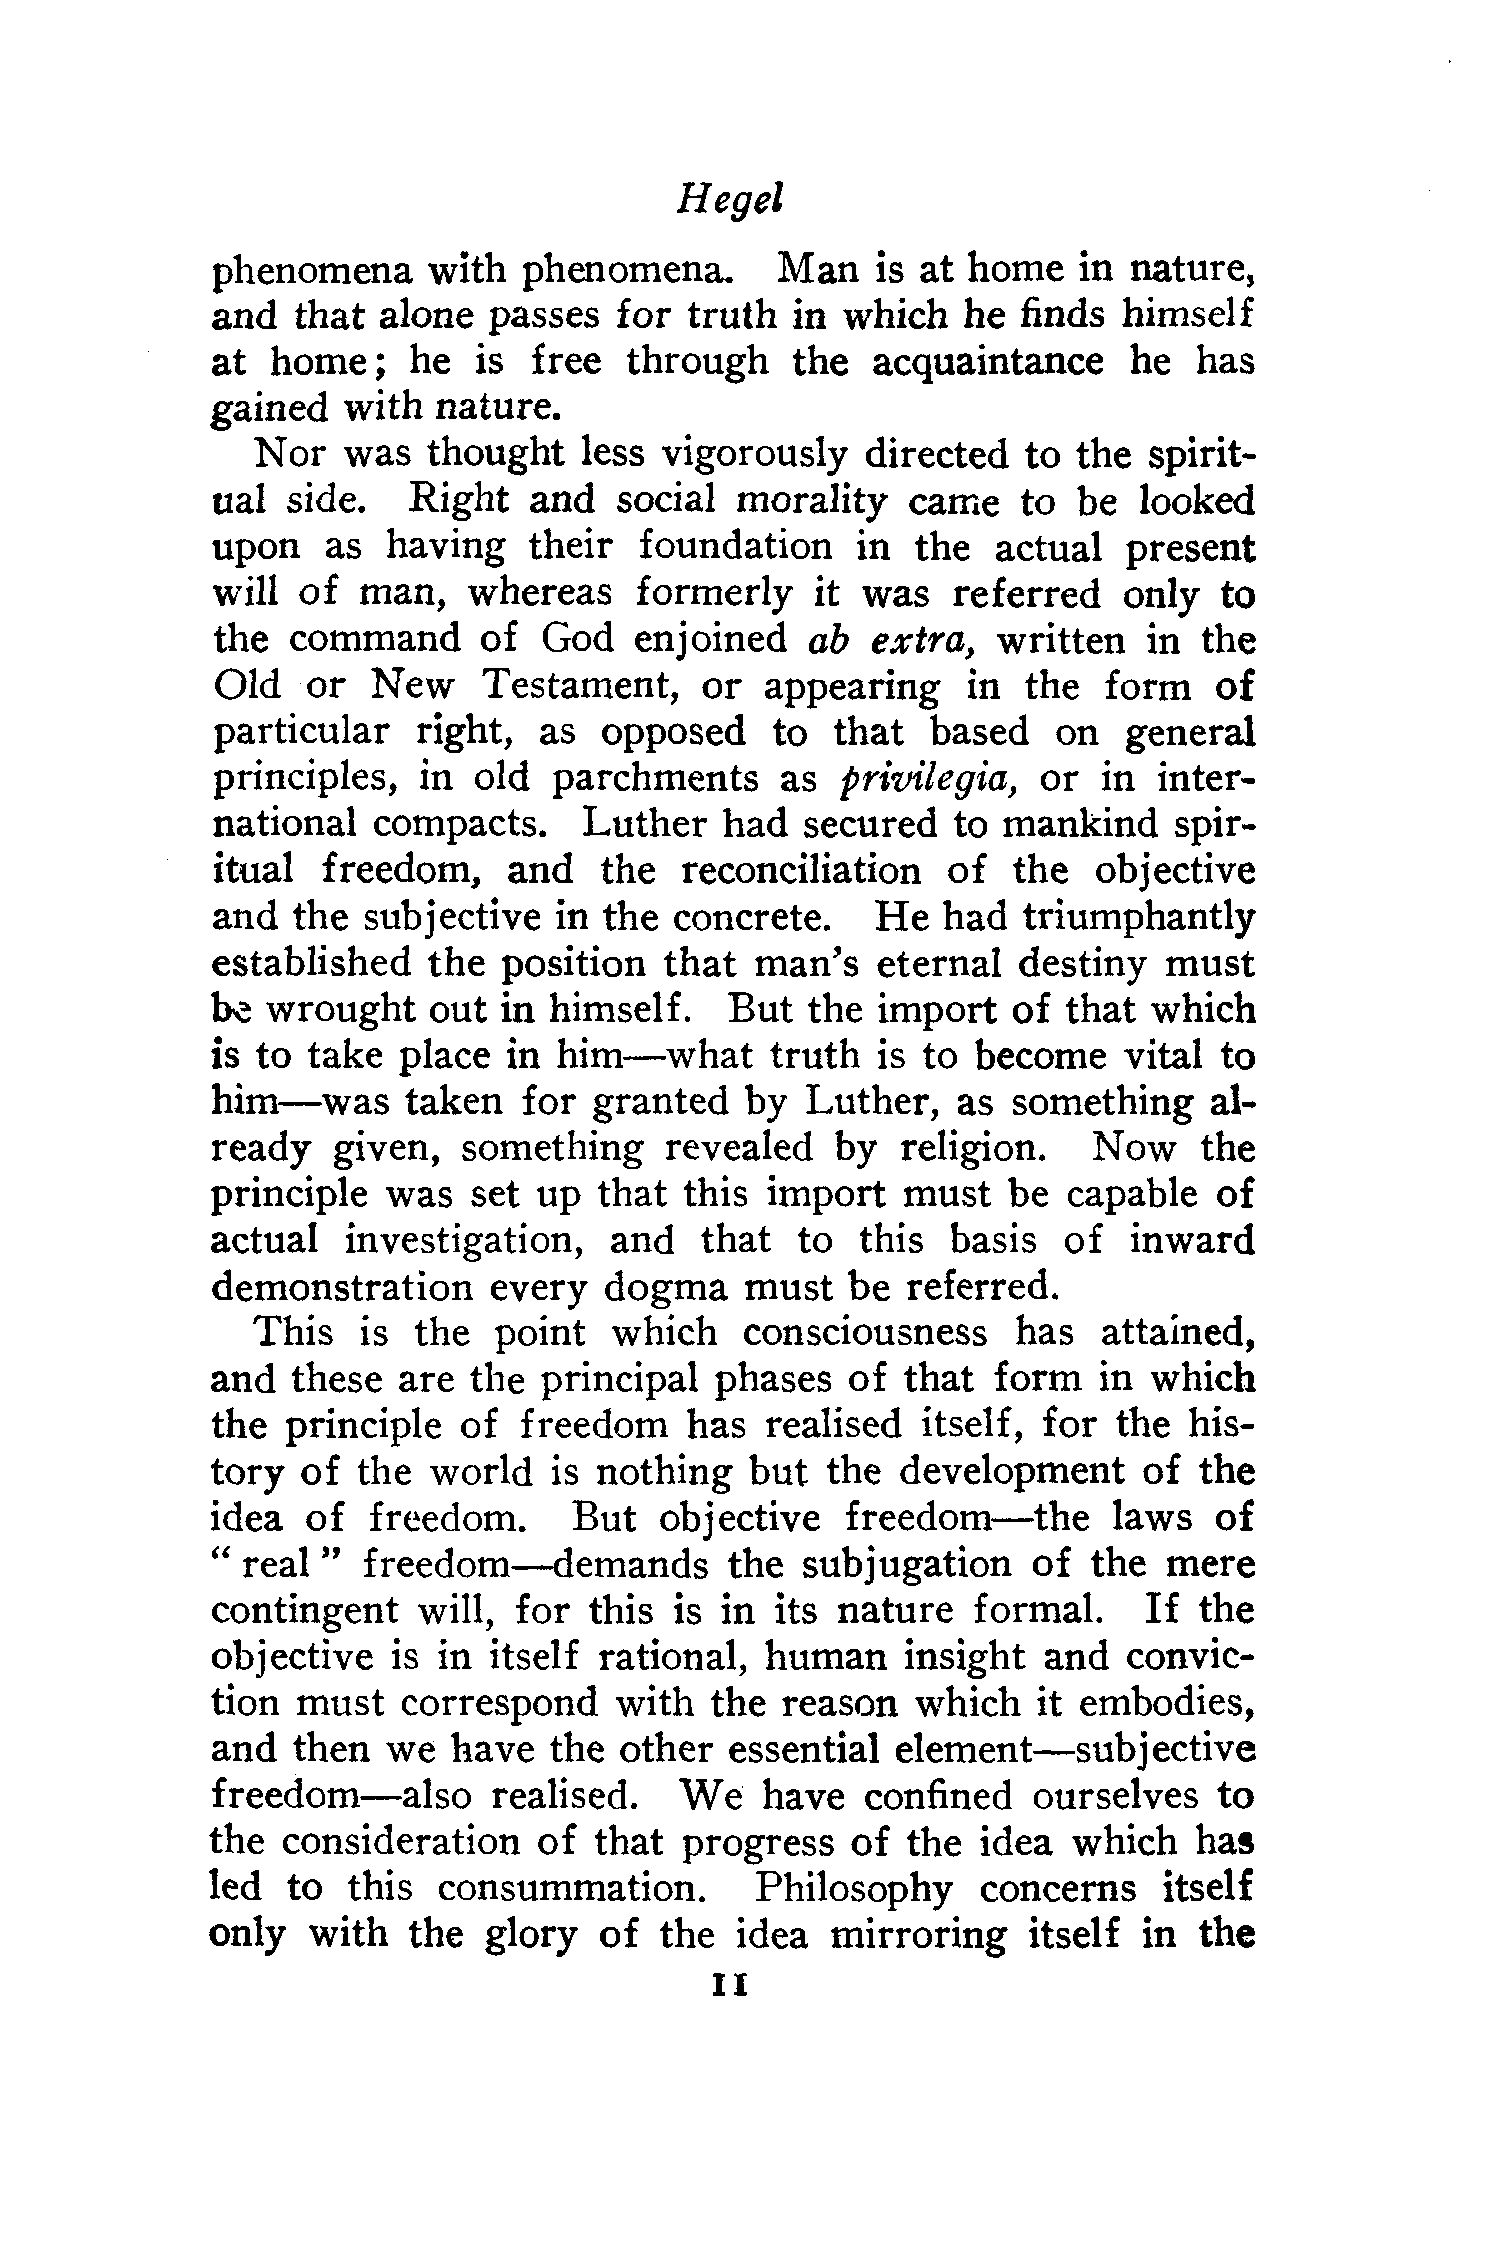 Hegel
phenomena with phenomena. Man is at home in nature,
and that alone passes for truth in which he finds himself
at home; he is free through the acquaintance he has
gained with nature.
Nor was thought less vigorously directed to the spirit-
ual side. Right and social morality came to be looked
upon as having their foundation in the actual present
will of man, whereas formerly it was referred only to
the command of God enjoined ab extra, written in the
Old or New Testament, or appearing in the form of
particular right, as opposed to that based on general
principles, in old parchments as privilegia, or in inter-
national compacts. Luther had secured to mankind spir-
itual freedom, and the reconciliation of the objective
and the subjective in the concrete. He had triumphantly
established the position that man's eternal destiny must
be wrought out in himself. But the import of that which
is to take place in him—what truth is to become vital to
him—was taken for granted by Luther, as something al-
ready given, something revealed by religion. Now the
principle was set up that this import must be capable of
actual investigation, and that to this basis of inward
demonstration every dogma must be referred.
This is the point which consciousness has attained,
and these are the principal phases of that form in which
the principle of freedom has realised itself, for the his-
tory of the world is nothing but the development of the
idea of freedom. But objective freedom—the laws of
“ real ” freedom—demands the subjugation of the mere
contingent will, for this is in its nature formal. If the
objective is in itself rational, human insight and convic-
tion must correspond with the reason which it embodies,
and then we have the other essential element—subjective
freedom—also realised. We have confined ourselves to
the consideration of that progress of the idea which has
led to this consummation. Philosophy concerns itself
only with the glory of the idea mirroring itself in the
11